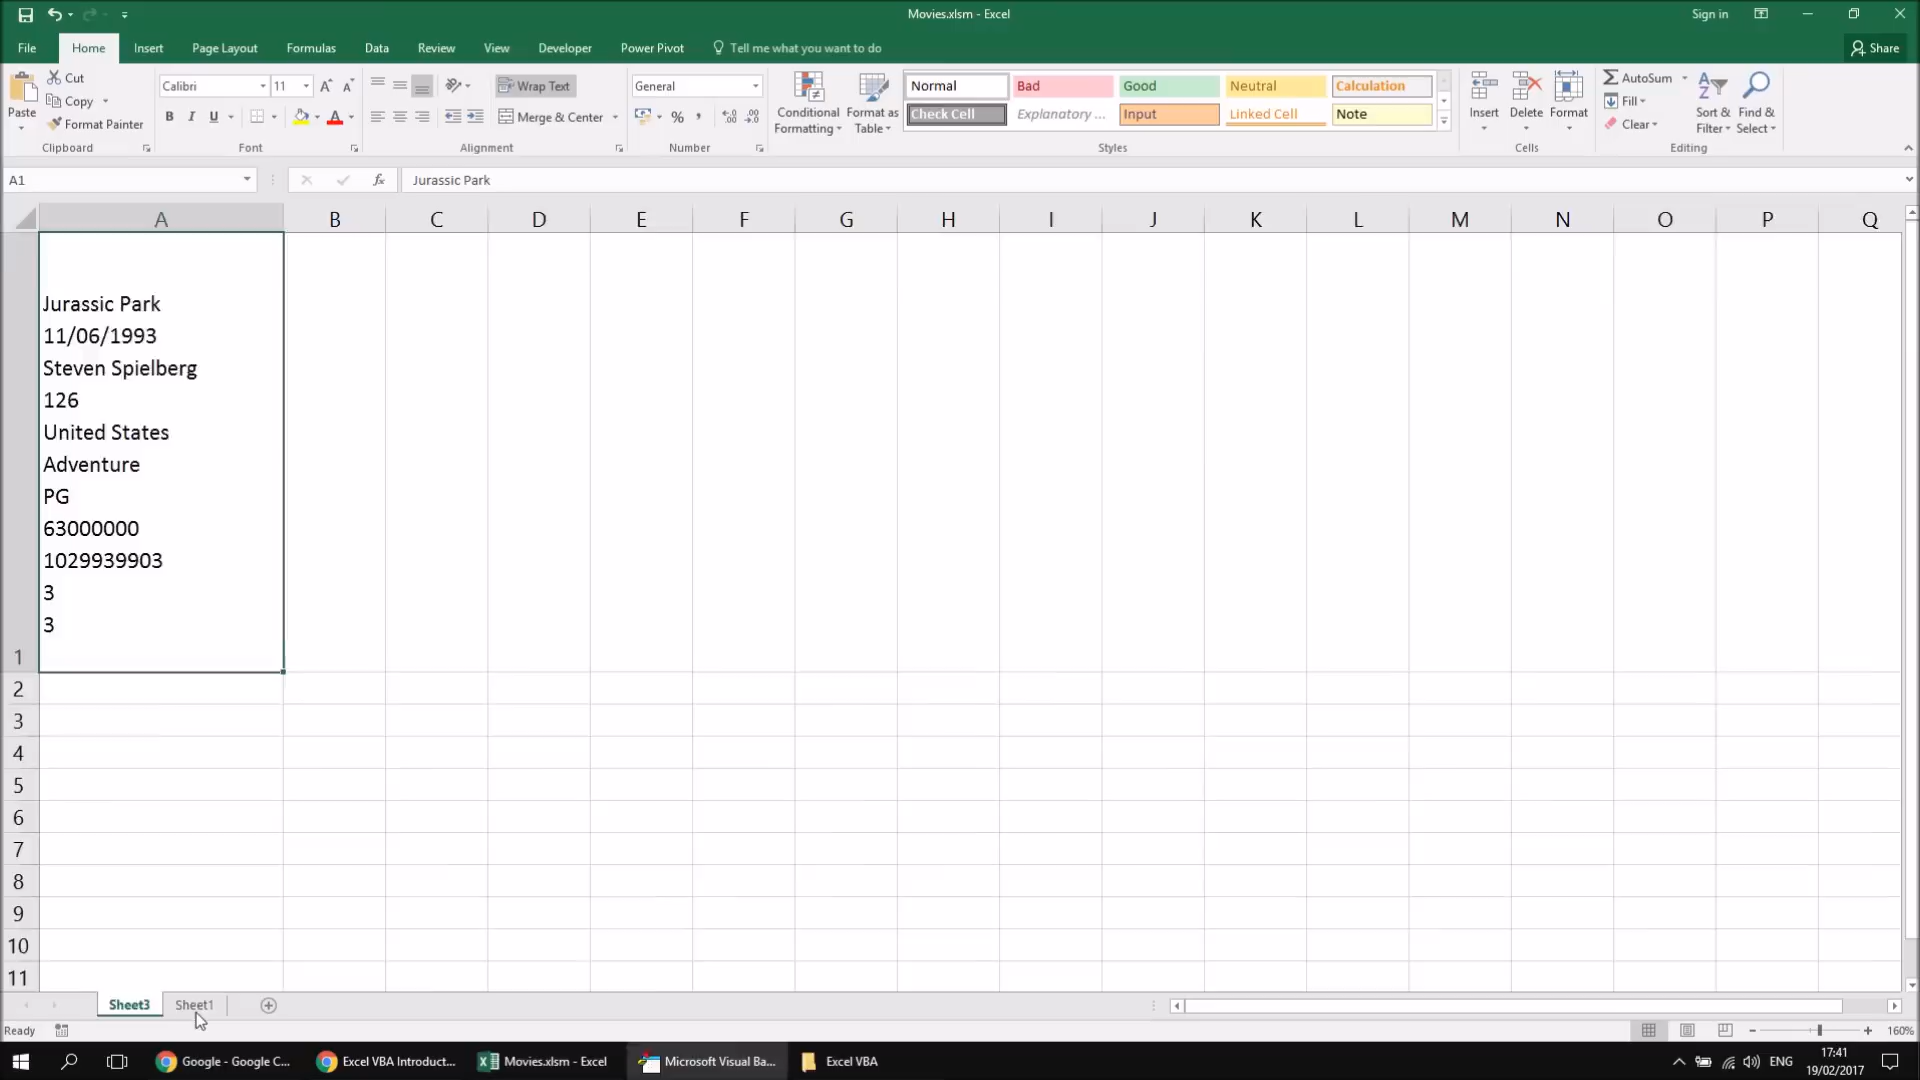 Movies.xlsm - Excel
Sign in
File Home Insert Page Layout Formulas Data Review View Developer Power Pivot Tell me what you want to do Share
Paste
Cut
Copy
Format Painter
Clipboard
Calibri 11
B I U
Font
Wrap Text
Merge & Center
Alignment
General
%
Number
Conditional Formatting
Format as Table
Normal Bad Good Neutral Calculation
Check Cell Explanatory ... Input Linked Cell Note
Styles
Insert Delete Format
Cells
AutoSum
Fill
Clear
Sort & Filter
Find & Select
Editing
A1 fx Jurassic Park
A B C D E F G H I J K L M N O P Q
Jurassic Park
11/06/1993
Steven Spielberg
126
United States
Adventure
PG
63000000
1029939903
3
3
1
2
3
4
5
6
7
8
9
10
11
Sheet3 Sheet1
Ready 160%
Google - Google C... Excel VBA Introduct... Movies.xlsm - Excel Microsoft Visual Ba... Excel VBA ENG 17:41
19/02/2017